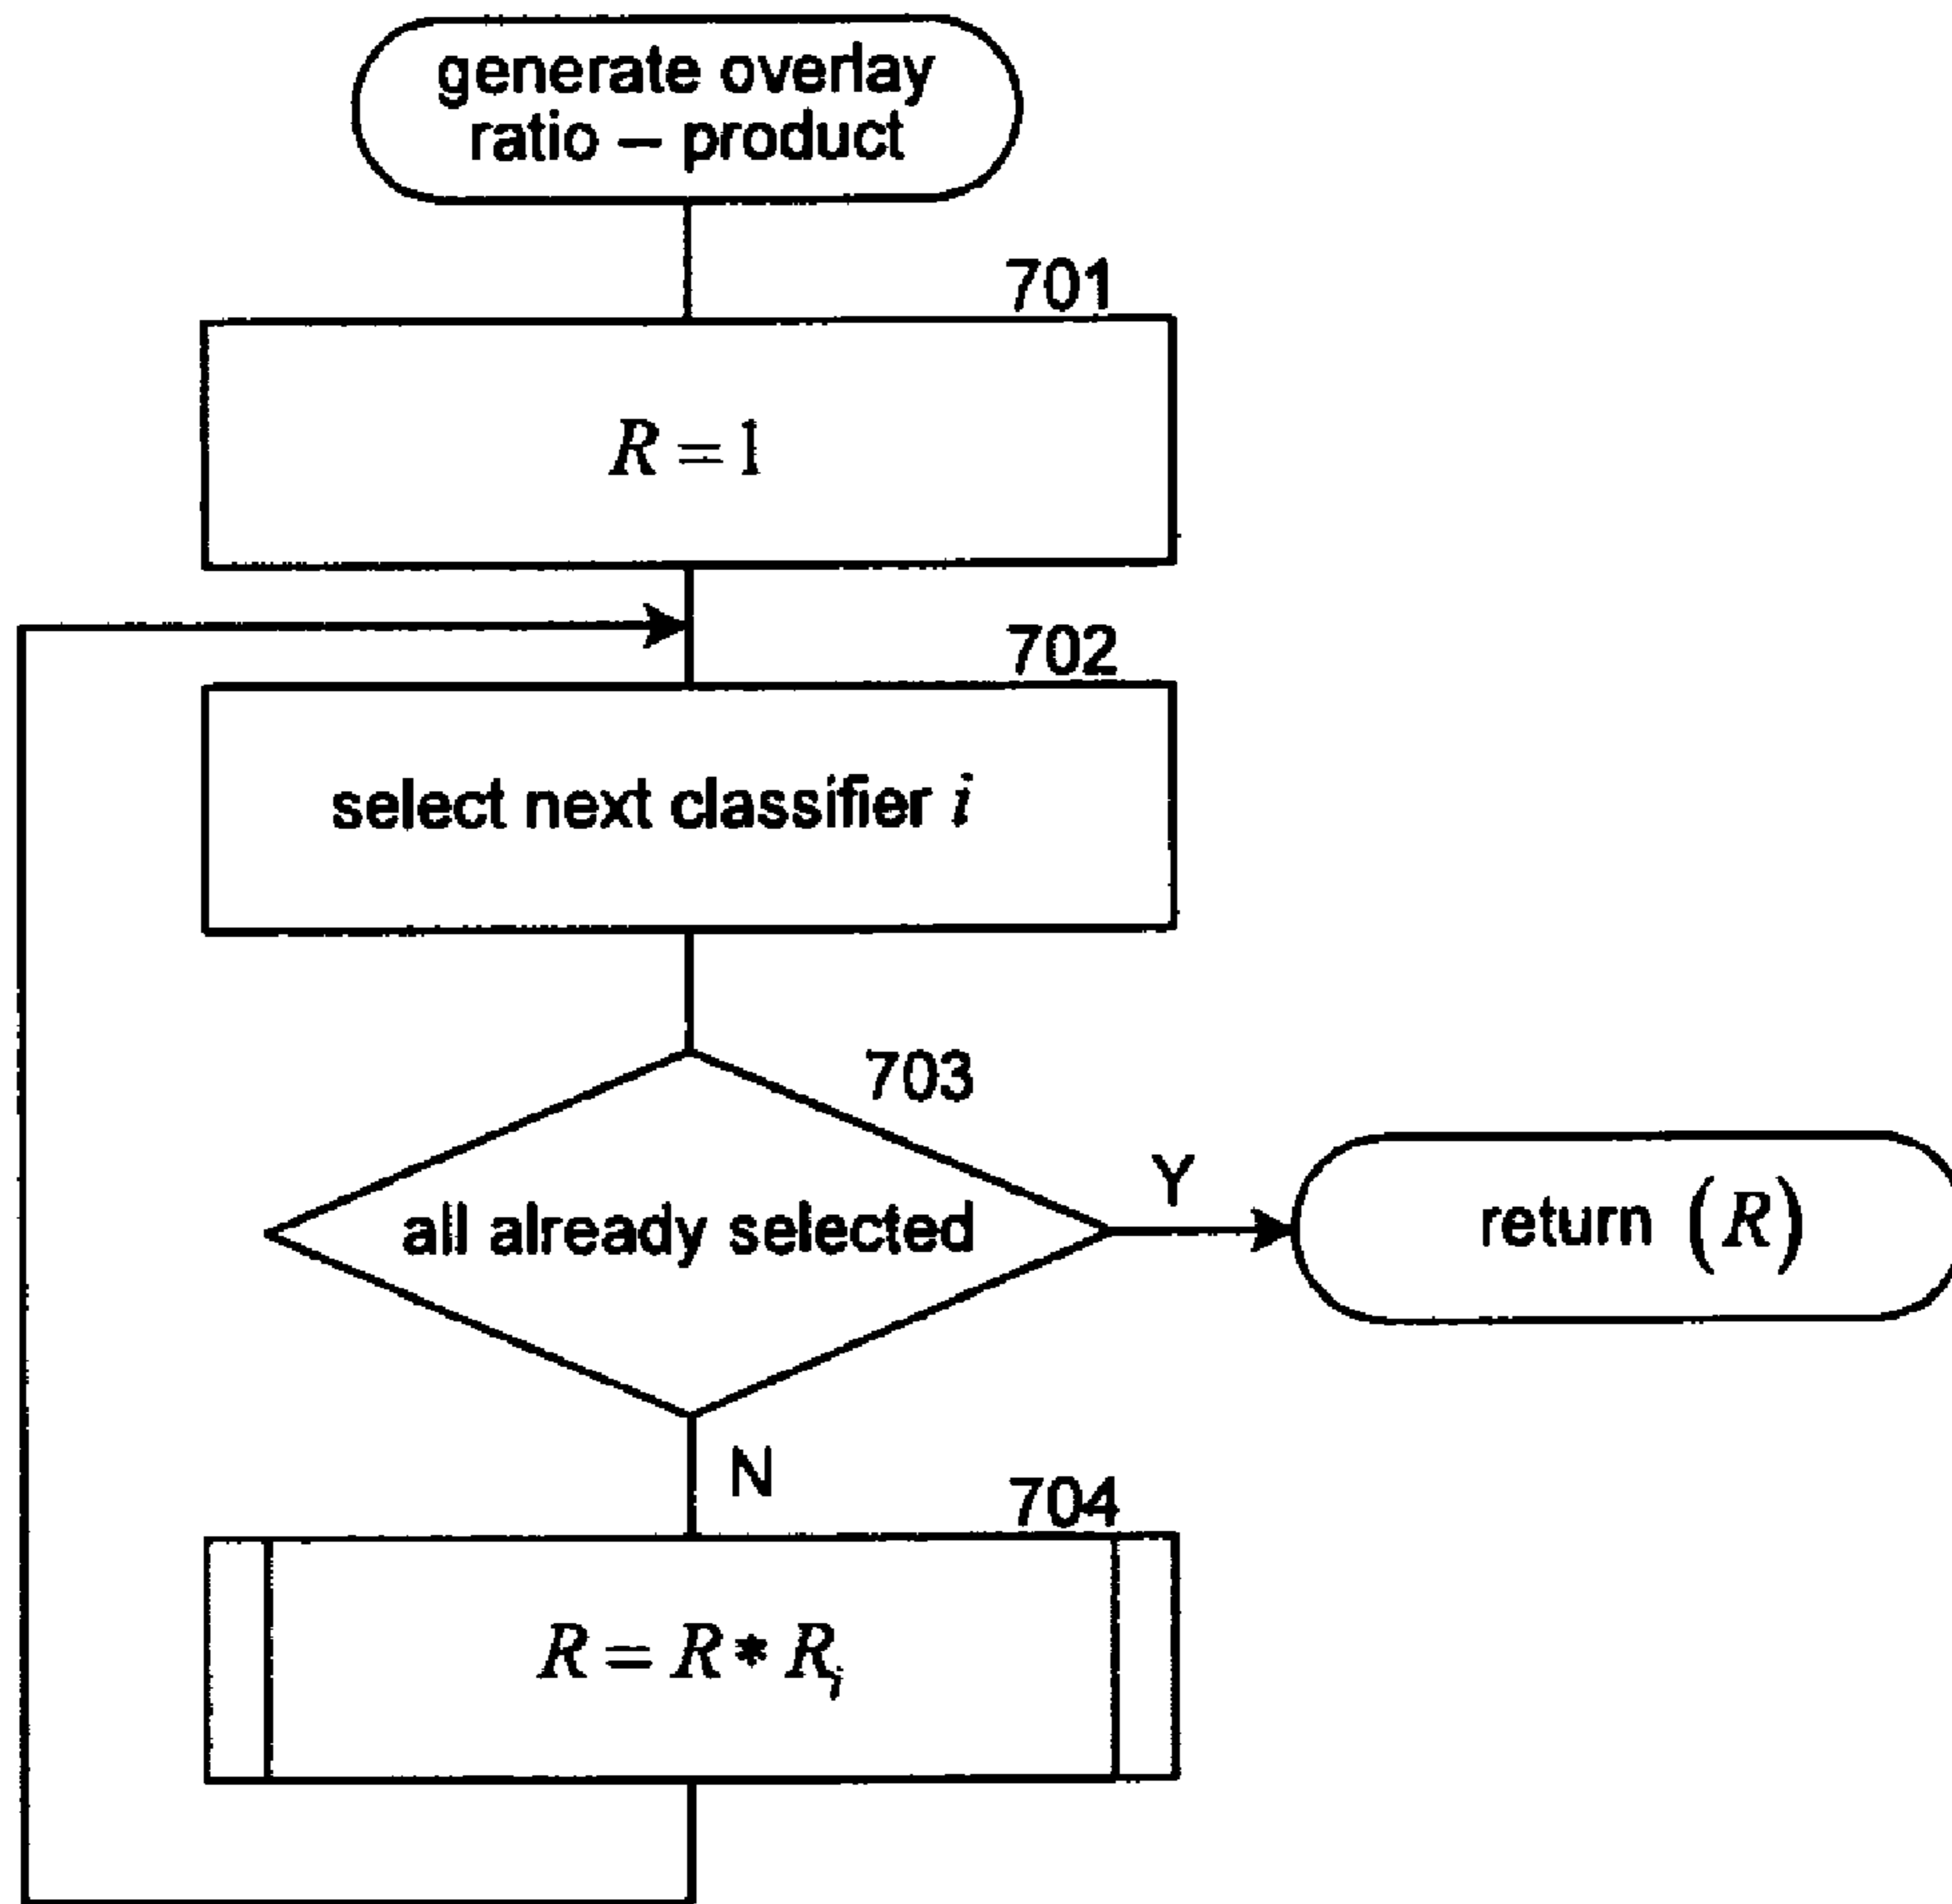 generate overlay
ratio – product
701
R = 1
702
select next classifier i
703
all already selected
Y
return (R)
N
704
R = R * Ri